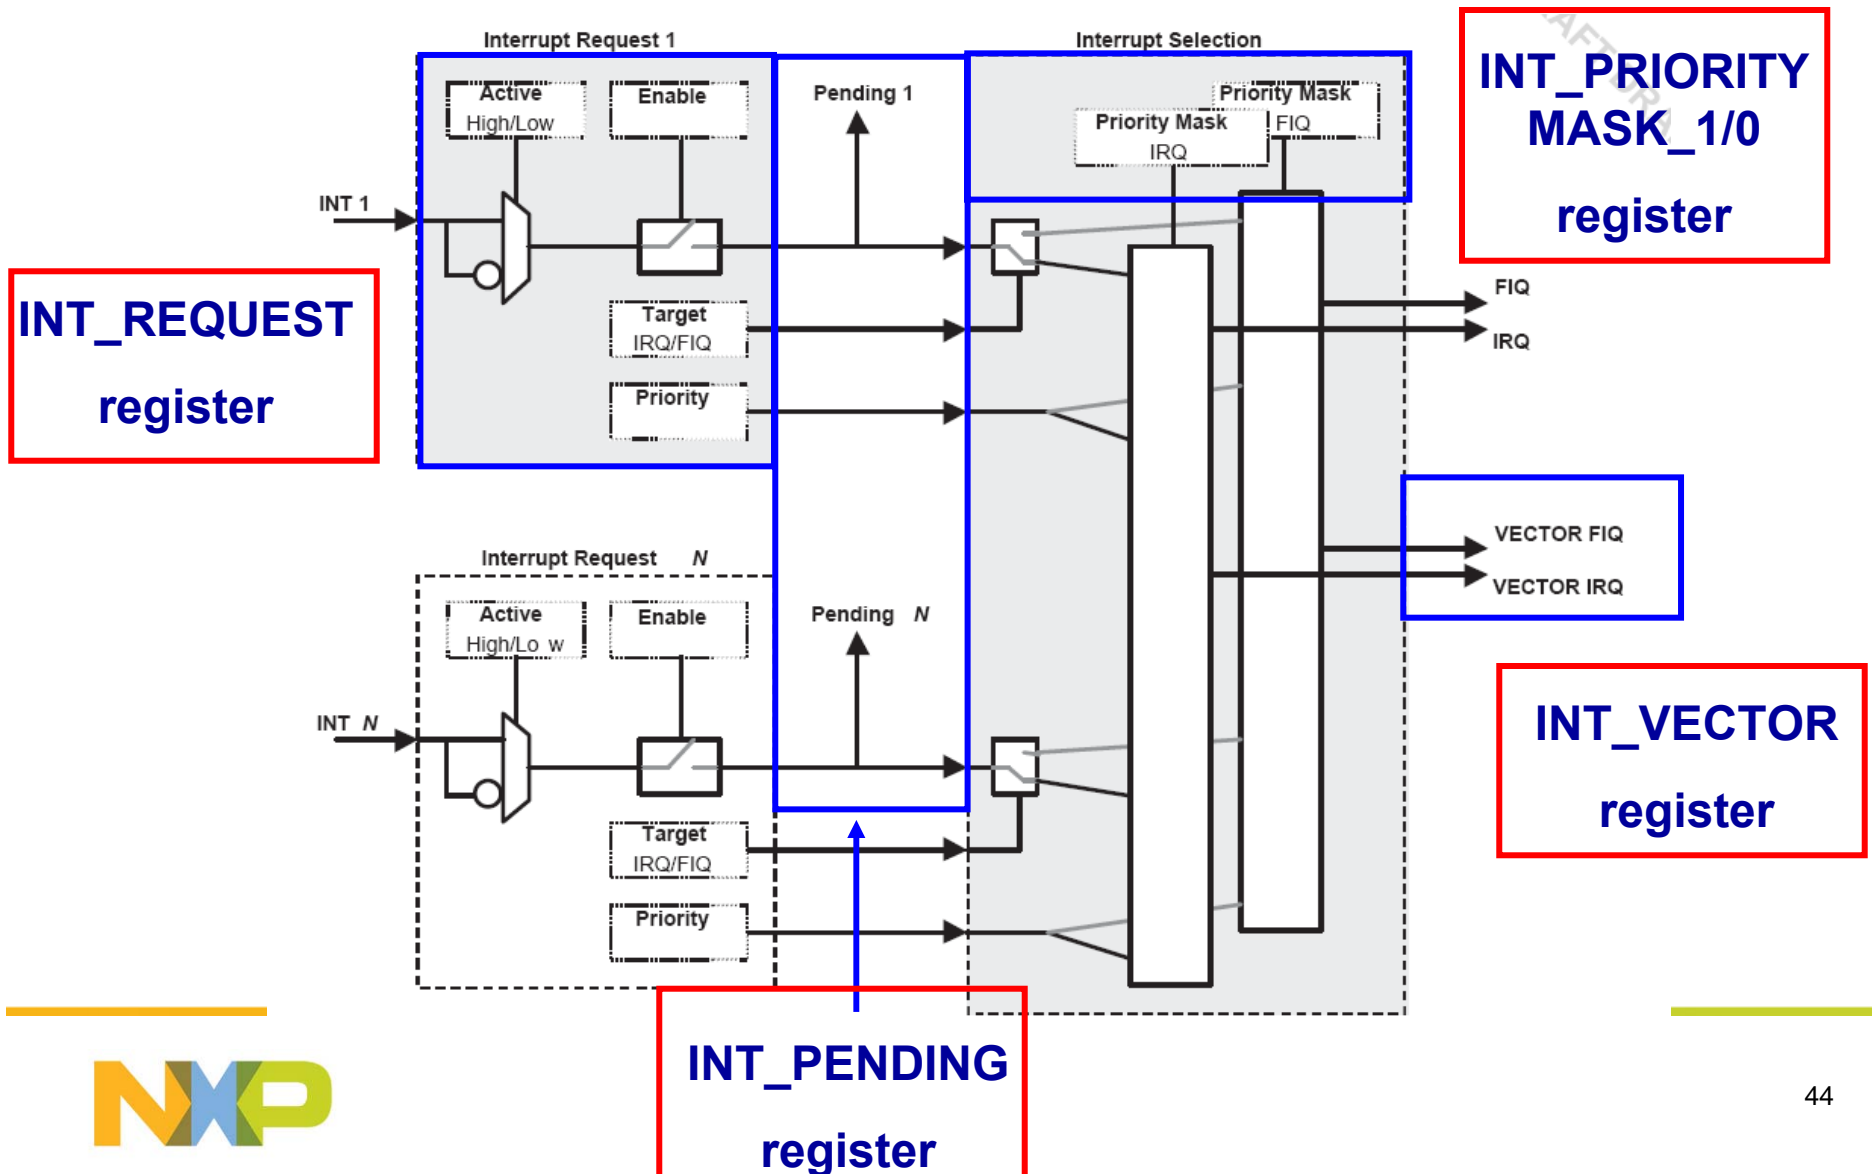 Interrupt Request 1
Interrupt Selection
Active
High/Low
Enable
Pending 1
Priority Mask
FIQ
Priority Mask
IRQ
INT_PRIORITY
MASK_1/0
register
INT 1
INT_REQUEST
register
Target
IRQ/FIQ
Priority
FIQ
IRQ
VECTOR FIQ
VECTOR IRQ
Interrupt Request N
Active
High/Lo w
Enable
Pending N
INT N
INT_VECTOR
register
Target
IRQ/FIQ
Priority
INT_PENDING
register
NXP
44